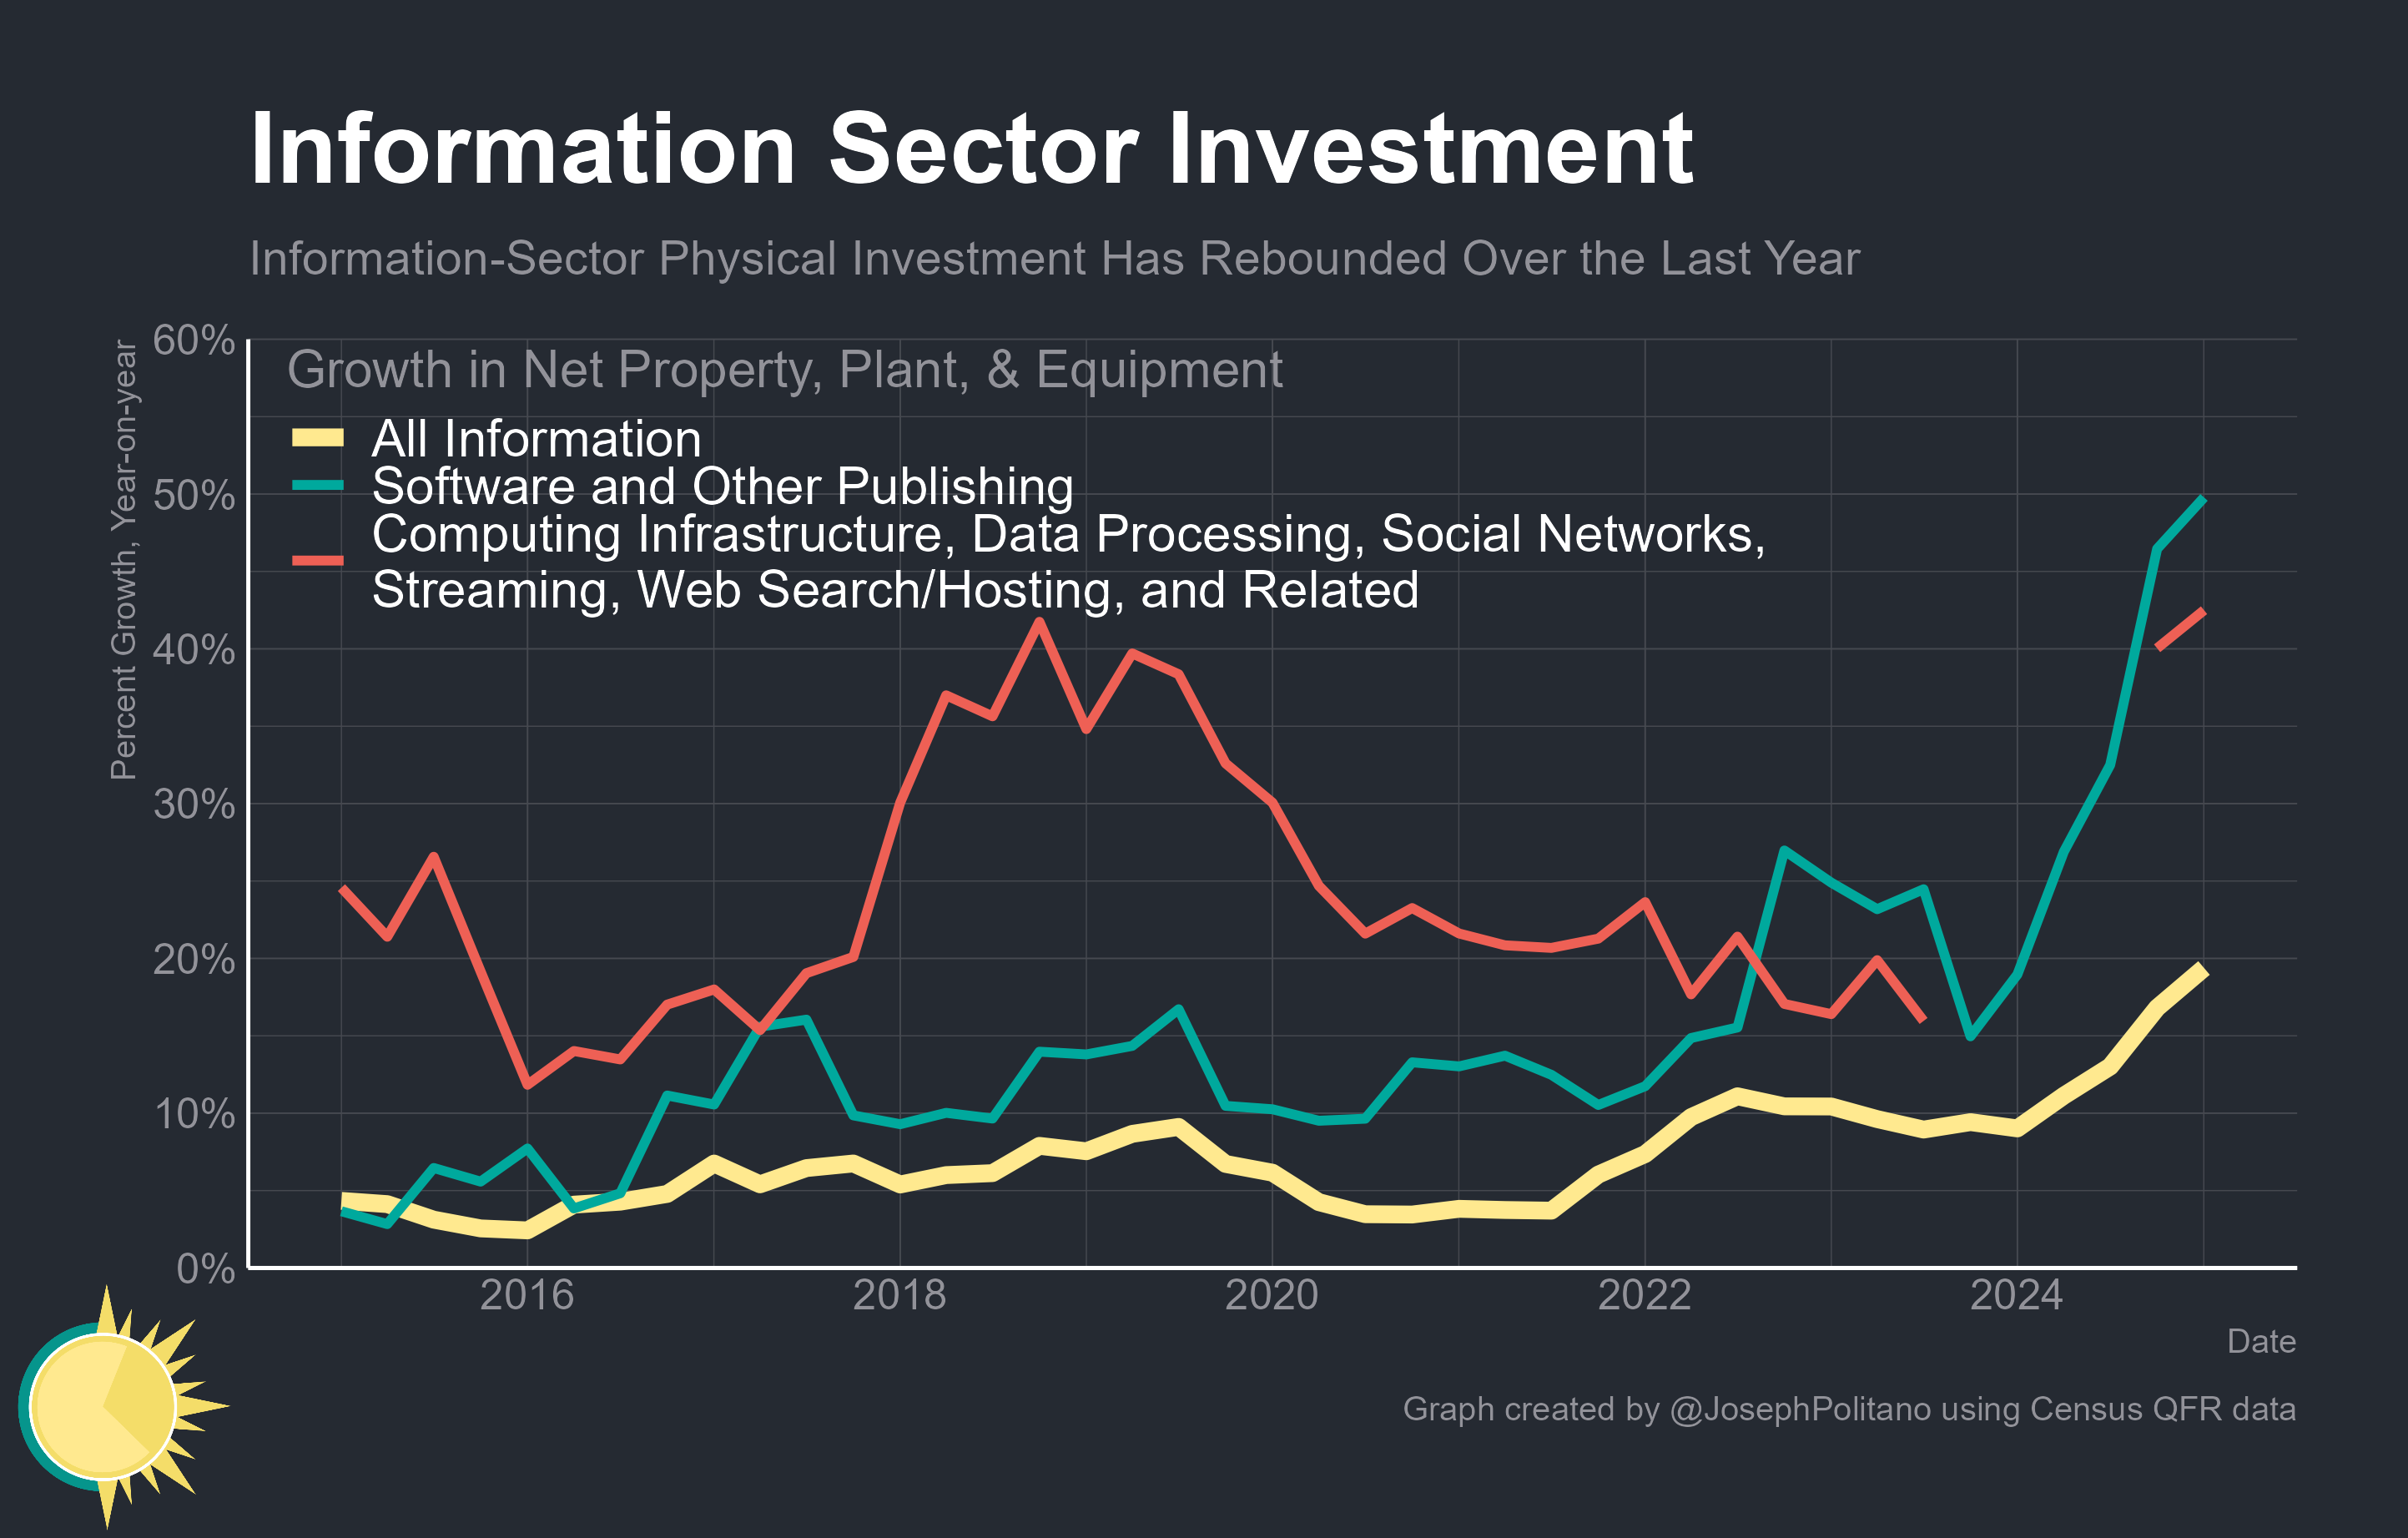 Information Sector Investment
Information-Sector Physical Investment Has Rebounded Over the Last Year
Percent Growth, Year-on-year
60%
50%
40%
30%
20%
10%
0%
Growth in Net Property, Plant, & Equipment
All Information
Software and Other Publishing
Computing Infrastructure, Data Processing, Social Networks,
Streaming, Web Search/Hosting, and Related
2016
2018
2020
2022
2024
Date
Graph created by @JosephPolitano using Census QFR data